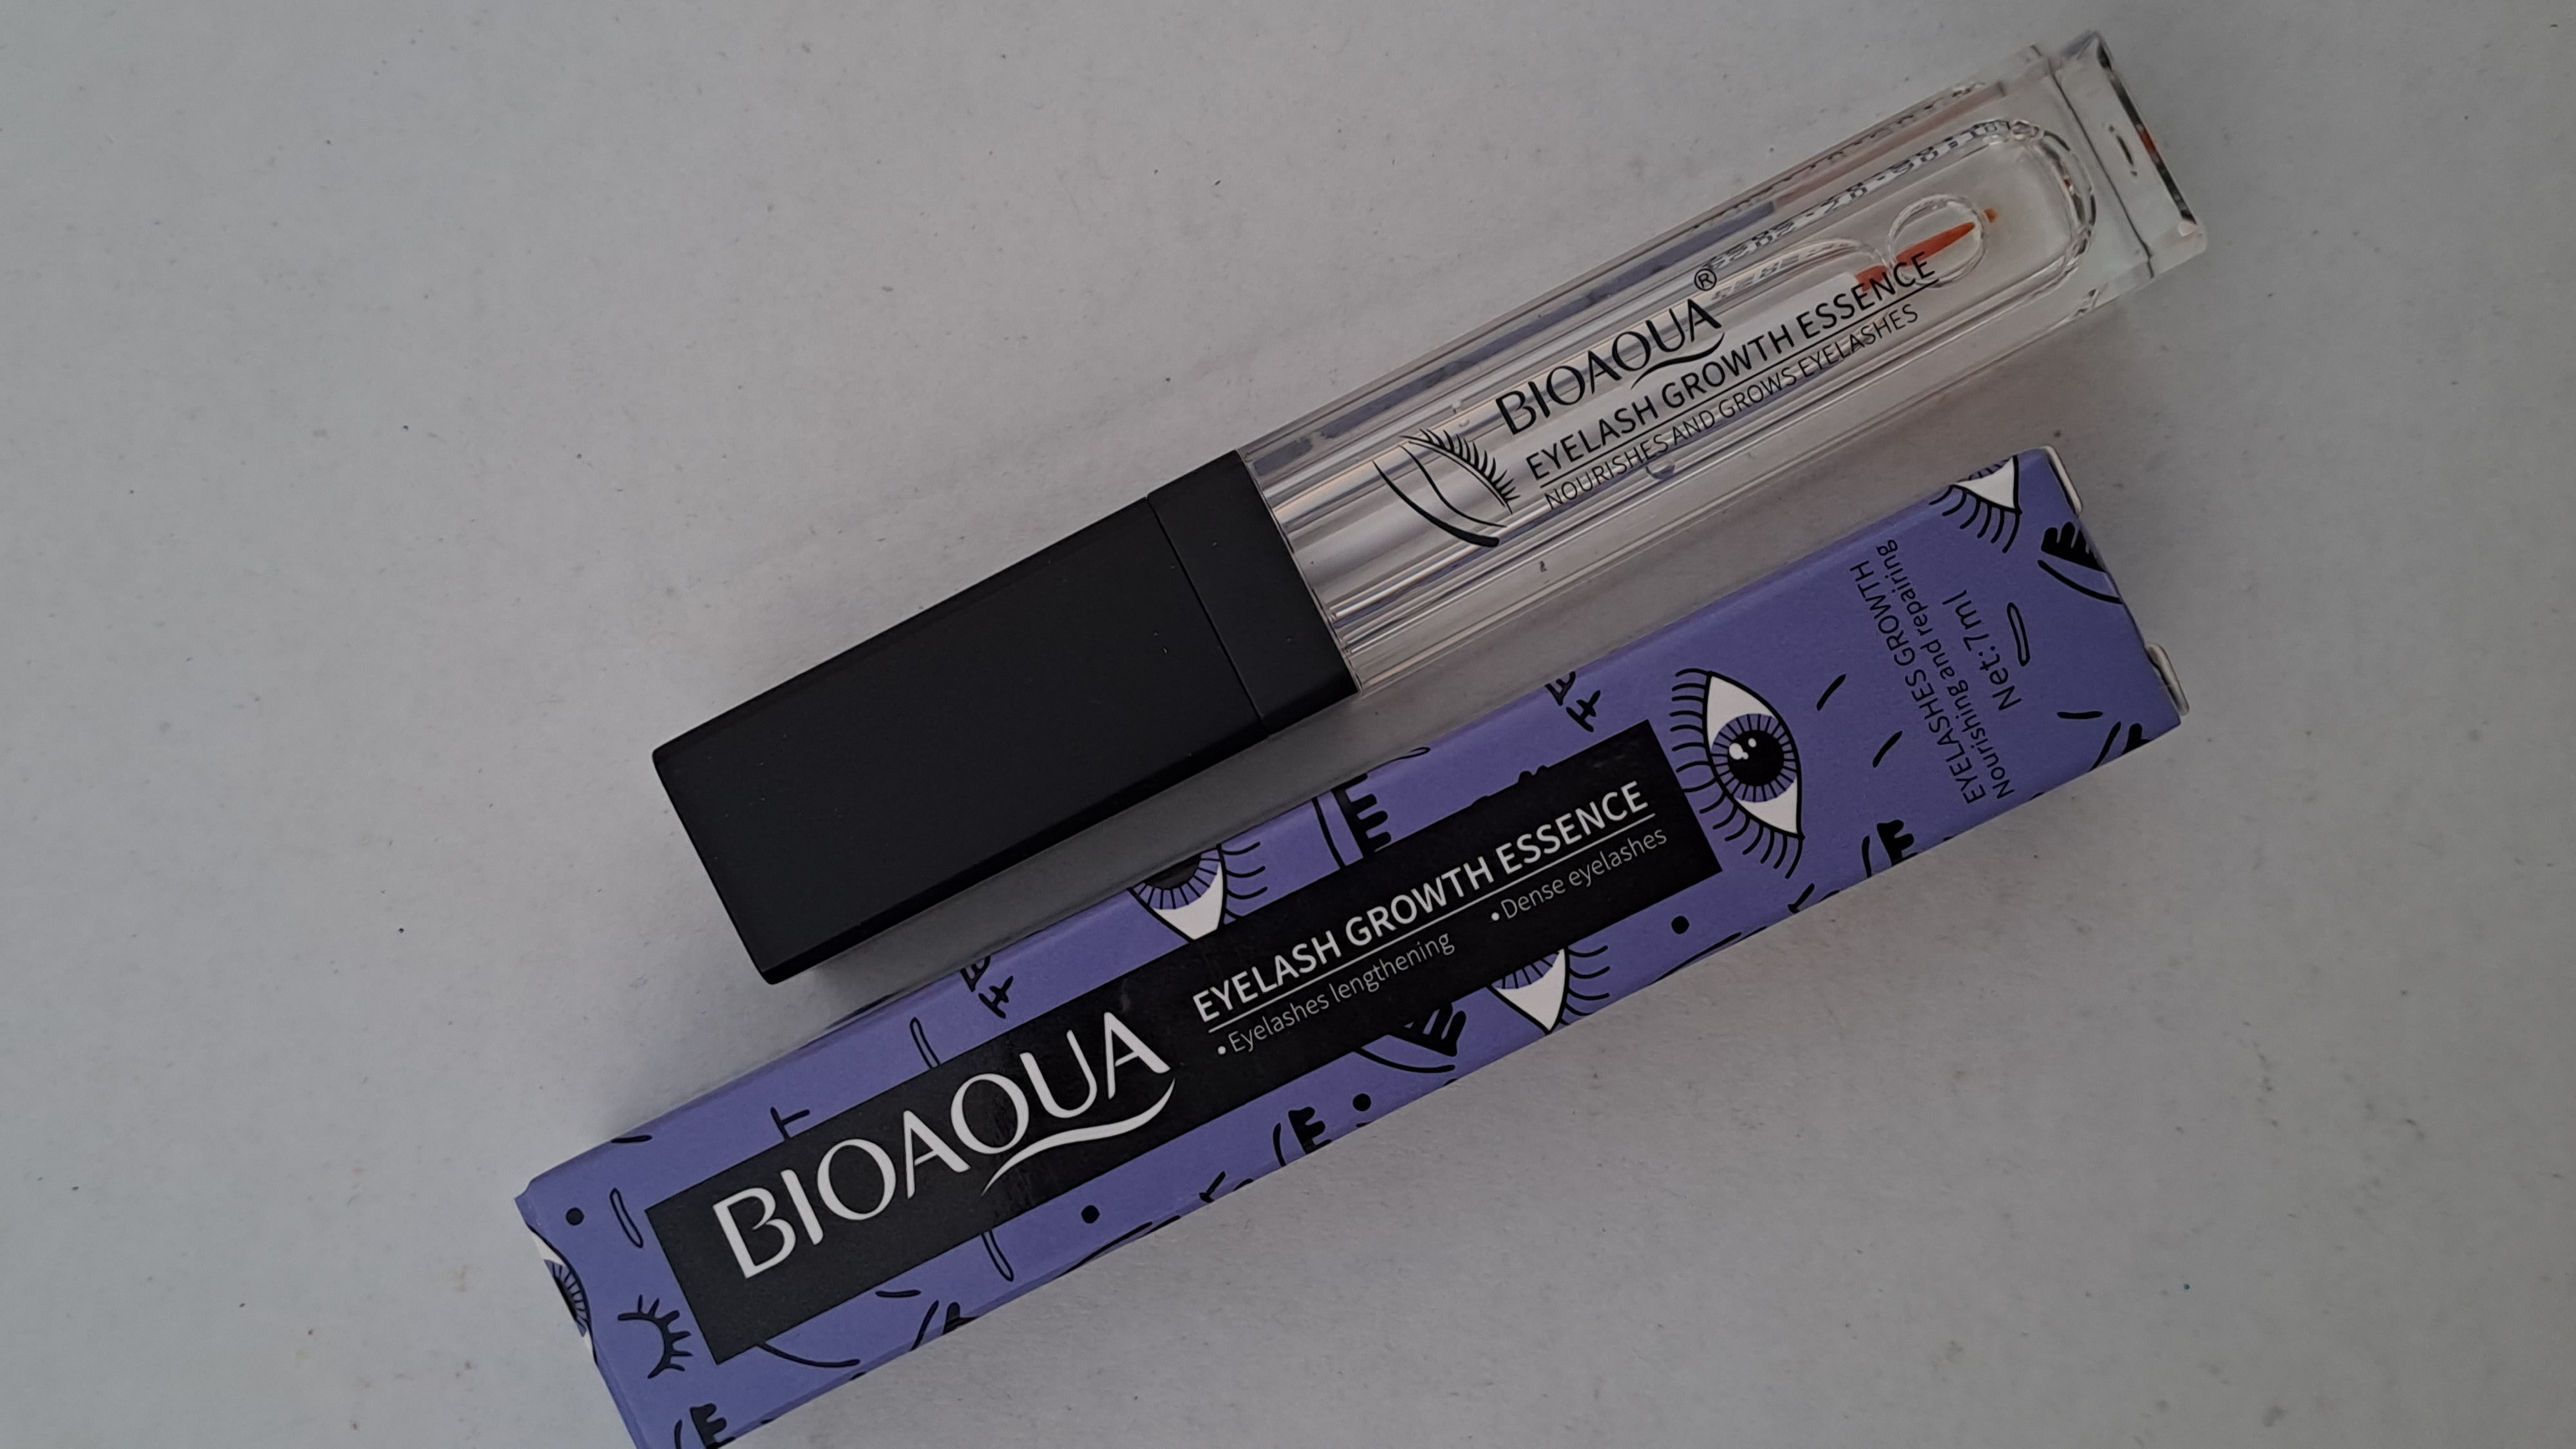 BIOAQUA®
EYELASH GROWTH ESSENCE
NOURISHES AND GROWS EYELASHES
BIOAQUA
EYELASH GROWTH ESSENCE
•Eyelashes lengthening •Dense eyelashes
EYELASHES GROWTH
Nourishing and repairing
Net:7ml